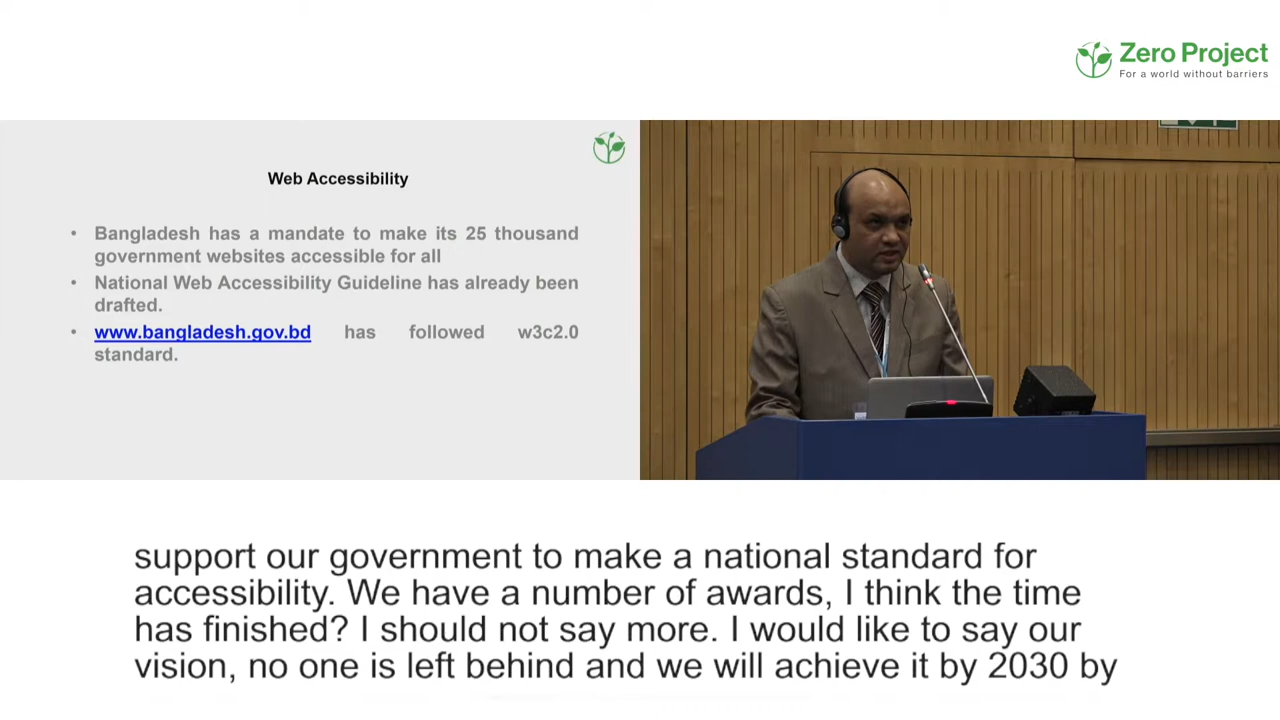 Zero Project
For a world without barriers
Web Accessibility
• Bangladesh has a mandate to make its 25 thousand
government websites accessible for all
• National Web Accessibility Guideline has already been
drafted.
• www.bangladesh.gov.bd has followed w3c2.0
standard.
support our government to make a national standard for
accessibility. We have a number of awards, I think the time
has finished? I should not say more. I would like to say our
vision, no one is left behind and we will achieve it by 2030 by